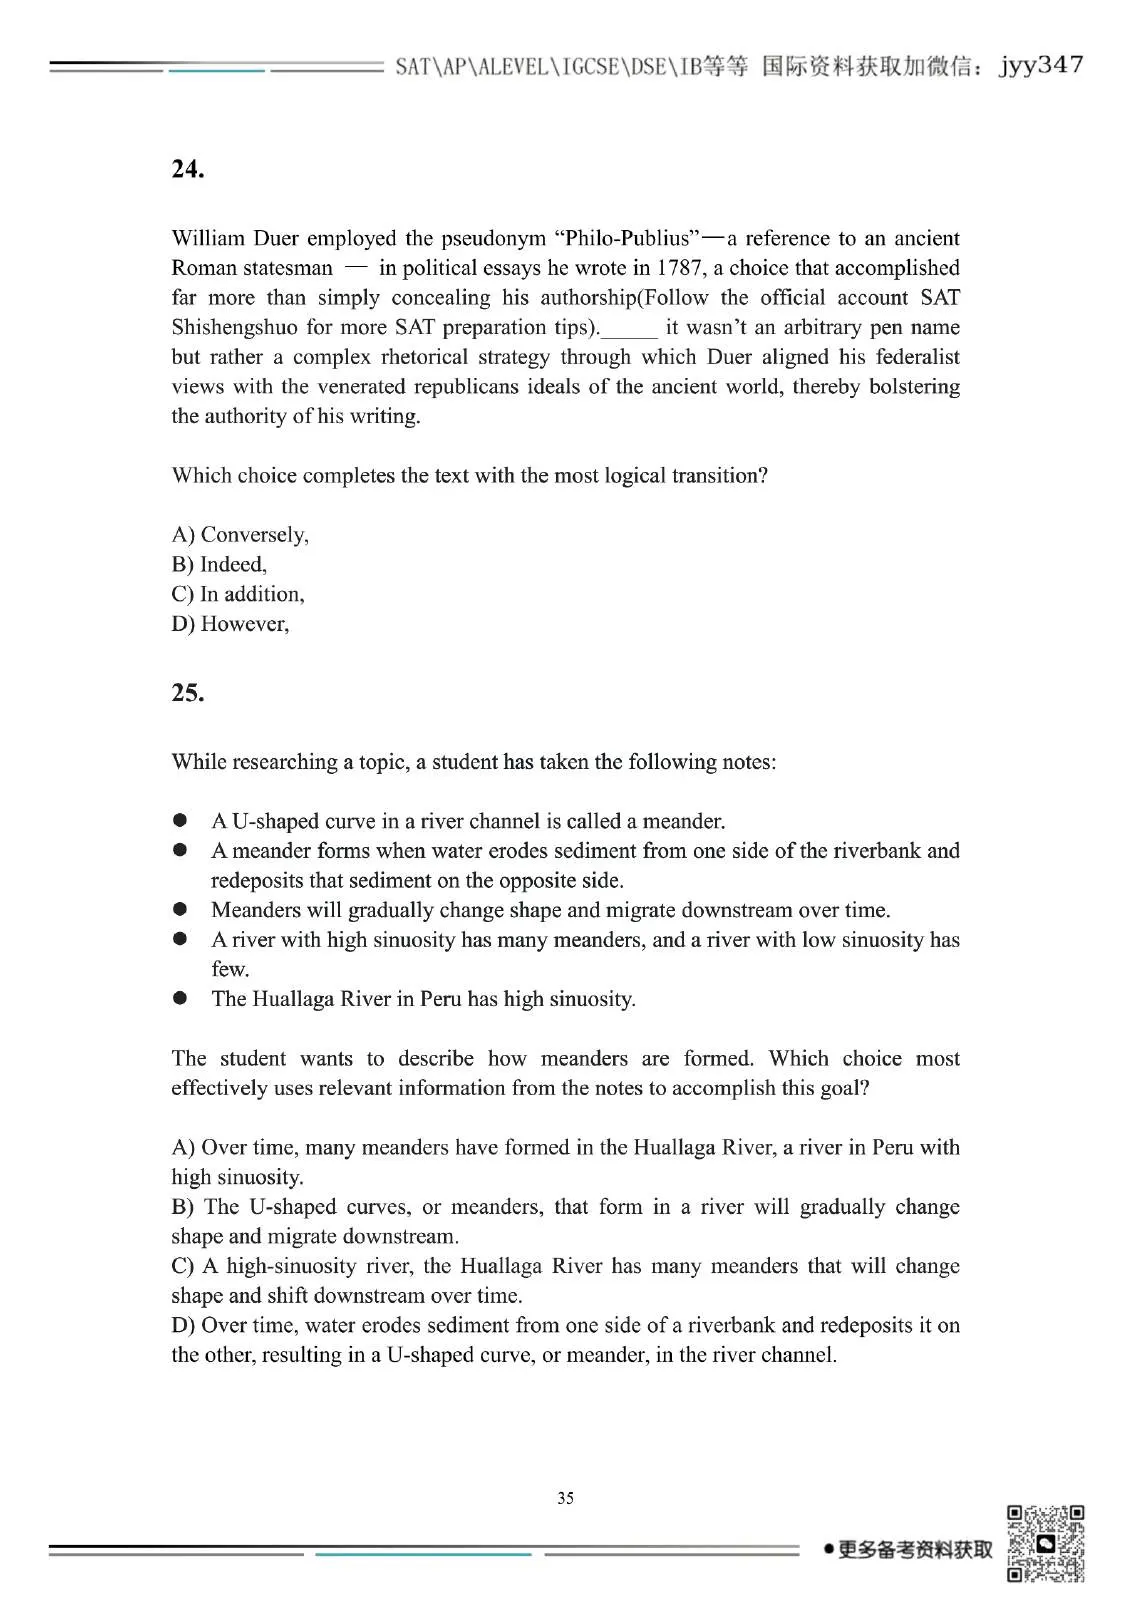 SAT\AP\ALEVEL\IGCSE\DSE\IB等等 国际资料获取加微信：jyy347
24.
William Duer employed the pseudonym “Philo-Publius”—a reference to an ancient
Roman statesman — in political essays he wrote in 1787, a choice that accomplished
far more than simply concealing his authorship(Follow the official account SAT
Shishengshuo for more SAT preparation tips)._____ it wasn’t an arbitrary pen name
but rather a complex rhetorical strategy through which Duer aligned his federalist
views with the venerated republicans ideals of the ancient world, thereby bolstering
the authority of his writing.
Which choice completes the text with the most logical transition?
A) Conversely,
B) Indeed,
C) In addition,
D) However,
25.
While researching a topic, a student has taken the following notes:
● A U-shaped curve in a river channel is called a meander.
● A meander forms when water erodes sediment from one side of the riverbank and
redeposits that sediment on the opposite side.
● Meanders will gradually change shape and migrate downstream over time.
● A river with high sinuosity has many meanders, and a river with low sinuosity has
few.
● The Huallaga River in Peru has high sinuosity.
The student wants to describe how meanders are formed. Which choice most
effectively uses relevant information from the notes to accomplish this goal?
A) Over time, many meanders have formed in the Huallaga River, a river in Peru with
high sinuosity.
B) The U-shaped curves, or meanders, that form in a river will gradually change
shape and migrate downstream.
C) A high-sinuosity river, the Huallaga River has many meanders that will change
shape and shift downstream over time.
D) Over time, water erodes sediment from one side of a riverbank and redeposits it on
the other, resulting in a U-shaped curve, or meander, in the river channel.
35
●更多备考资料获取